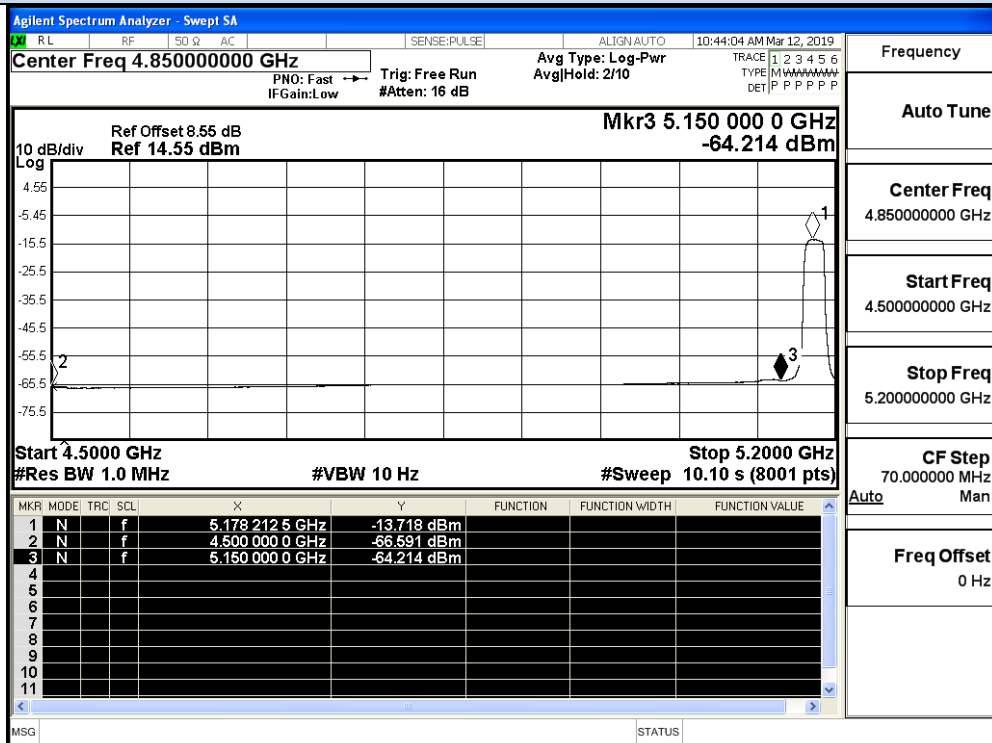 Agilent Spectrum Analyzer - Swept SA
LXI RL RF 50 Ω AC SENSE:PULSE ALIGN AUTO 10:44:04 AM Mar 12, 2019
Center Freq 4.850000000 GHz
PNO: Fast
IFGain:Low
Trig: Free Run
#Atten: 16 dB
Avg Type: Log-Pwr
Avg|Hold: 2/10
TRACE 1 2 3 4 5 6
TYPE M
DET P P P P P P
Ref Offset 8.55 dB
10 dB/div Ref 14.55 dBm
Log
Mkr3 5.150 000 0 GHz
-64.214 dBm
4.55
-5.45
-15.5
-25.5
-35.5
-45.5
-55.5
-65.5
-75.5
1
2
3
Start 4.5000 GHz Stop 5.2000 GHz
#Res BW 1.0 MHz #VBW 10 Hz #Sweep 10.10 s (8001 pts)
MKR MODE TRC SCL X Y FUNCTION FUNCTION WIDTH FUNCTION VALUE
1 N f 5.178 212 5 GHz -13.718 dBm
2 N f 4.500 000 0 GHz -66.591 dBm
3 N f 5.150 000 0 GHz -64.214 dBm
4
5
6
7
8
9
10
11
MSG STATUS
Frequency
Auto Tune
Center Freq
4.850000000 GHz
Start Freq
4.500000000 GHz
Stop Freq
5.200000000 GHz
CF Step
70.000000 MHz
Auto Man
Freq Offset
0 Hz